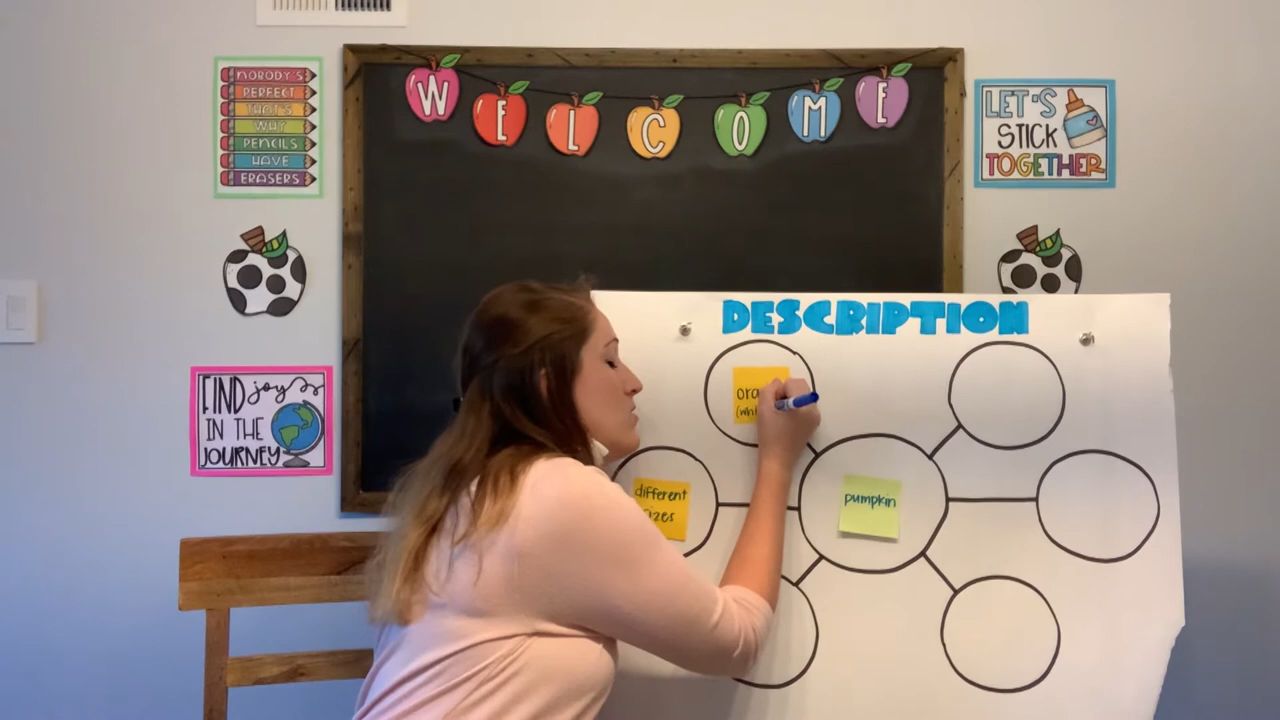 NOBODY'S
PERFECT
THAT'S
WHY
PENCILS
HAVE
ERASERS
WELCOME
LET'S
STICK
TOGETHER
FIND joy
IN THE
JOURNEY
DESCRIPTION
different
sizes
pumpkin